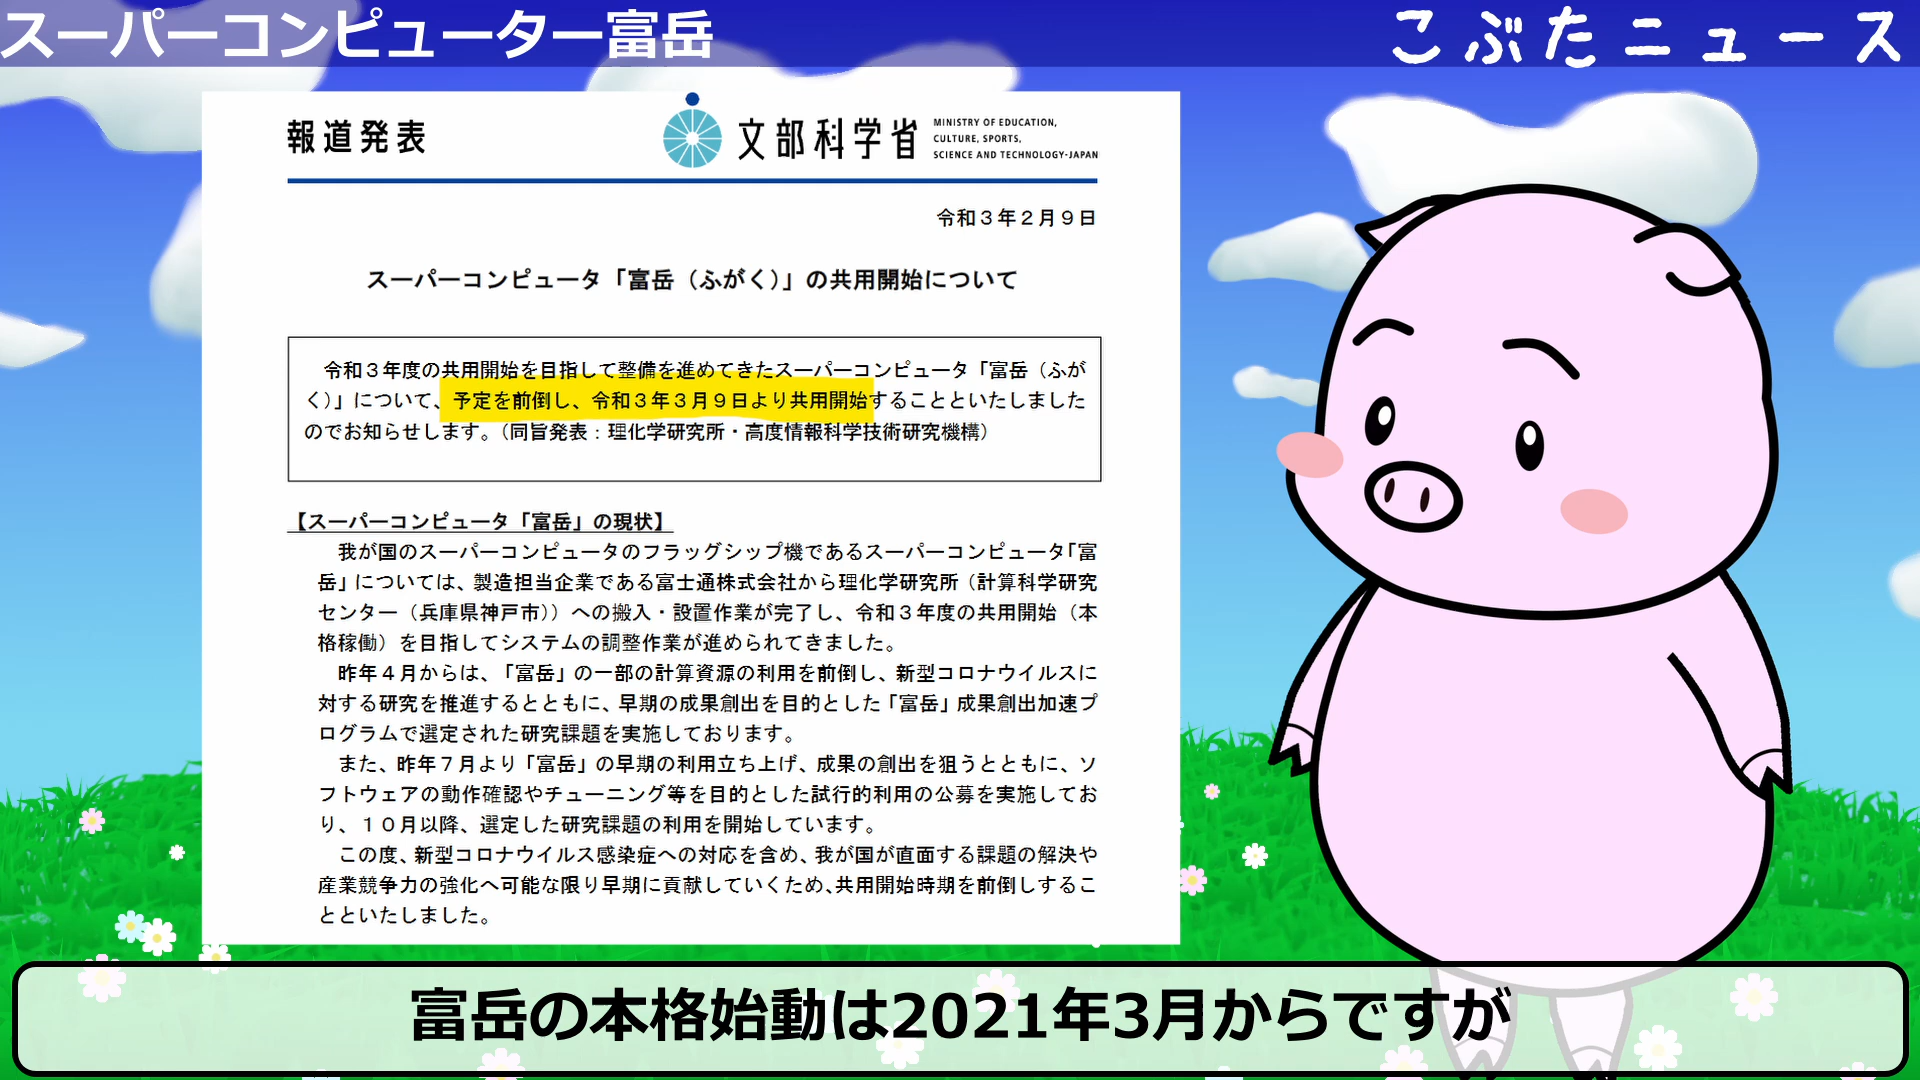 スーパーコンピューター富岳
こぶたニュース
報道発表
文部科学省
MINISTRY OF EDUCATION,
CULTURE, SPORTS,
SCIENCE AND TECHNOLOGY-JAPAN
令和３年２月９日
スーパーコンピュータ「富岳（ふがく）」の共用開始について
令和３年度の共用開始を目指して整備を進めてきたスーパーコンピュータ「富岳（ふが
く）」について、予定を前倒し、令和３年３月９日より共用開始することといたしました
のでお知らせします。（同旨発表：理化学研究所・高度情報科学技術研究機構）
【スーパーコンピュータ「富岳」の現状】
我が国のスーパーコンピュータのフラッグシップ機であるスーパーコンピュータ「富
岳」については、製造担当企業である富士通株式会社から理化学研究所（計算科学研究
センター（兵庫県神戸市））への搬入・設置作業が完了し、令和３年度の共用開始（本
格稼働）を目指してシステムの調整作業が進められてきました。
昨年４月からは、「富岳」の一部の計算資源の利用を前倒し、新型コロナウイルスに
対する研究を推進するとともに、早期の成果創出を目的とした「富岳」成果創出加速プ
ログラムで選定された研究課題を実施しております。
また、昨年７月より「富岳」の早期の利用立ち上げ、成果の創出を狙うとともに、ソ
フトウェアの動作確認やチューニング等を目的とした試行的利用の公募を実施してお
り、１０月以降、選定した研究課題の利用を開始しています。
この度、新型コロナウイルス感染症への対応を含め、我が国が直面する課題の解決や
産業競争力の強化へ可能な限り早期に貢献していくため、共用開始時期を前倒しするこ
とといたしました。
富岳の本格始動は2021年3月からですが